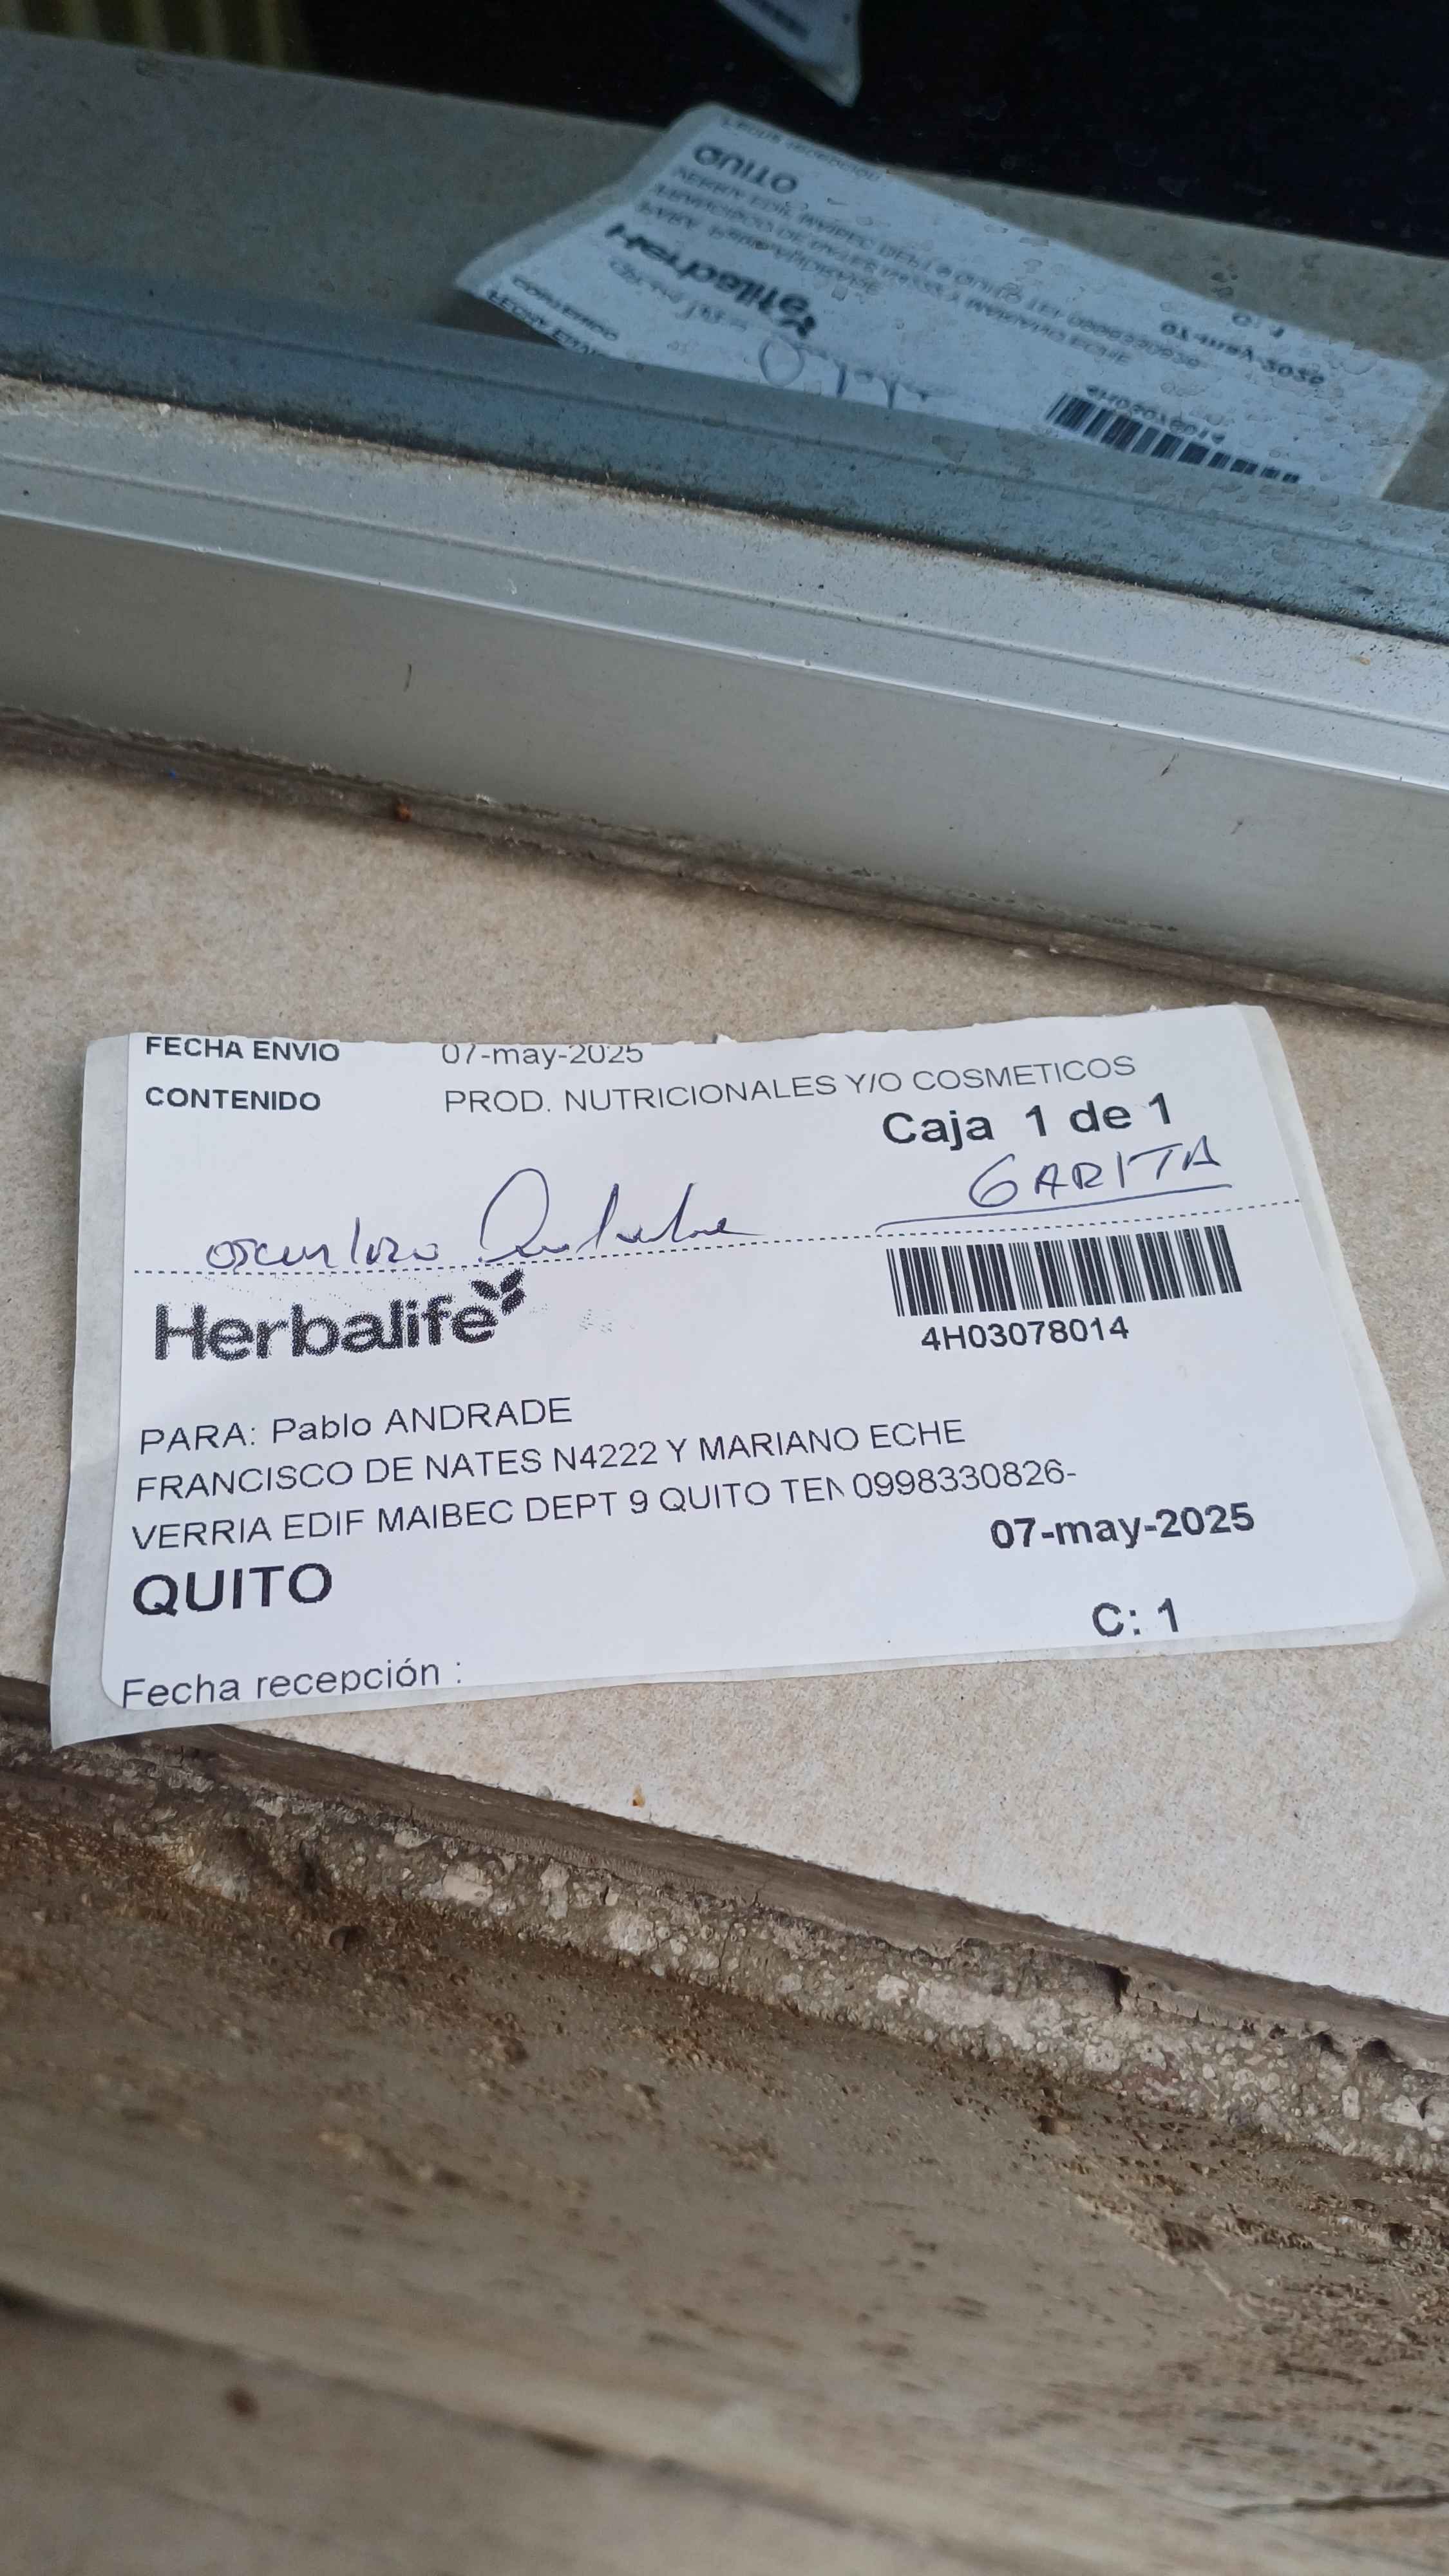 FECHA ENVIO 07-may-2025
CONTENIDO PROD. NUTRICIONALES Y/O COSMETICOS
Caja 1 de 1
GARITA
Herbalife
4H03078014
PARA: Pablo ANDRADE
FRANCISCO DE NATES N4222 Y MARIANO ECHE
VERRIA EDIF MAIBEC DEPT 9 QUITO 0998330826-
07-may-2025
QUITO
C: 1
Fecha recepción :